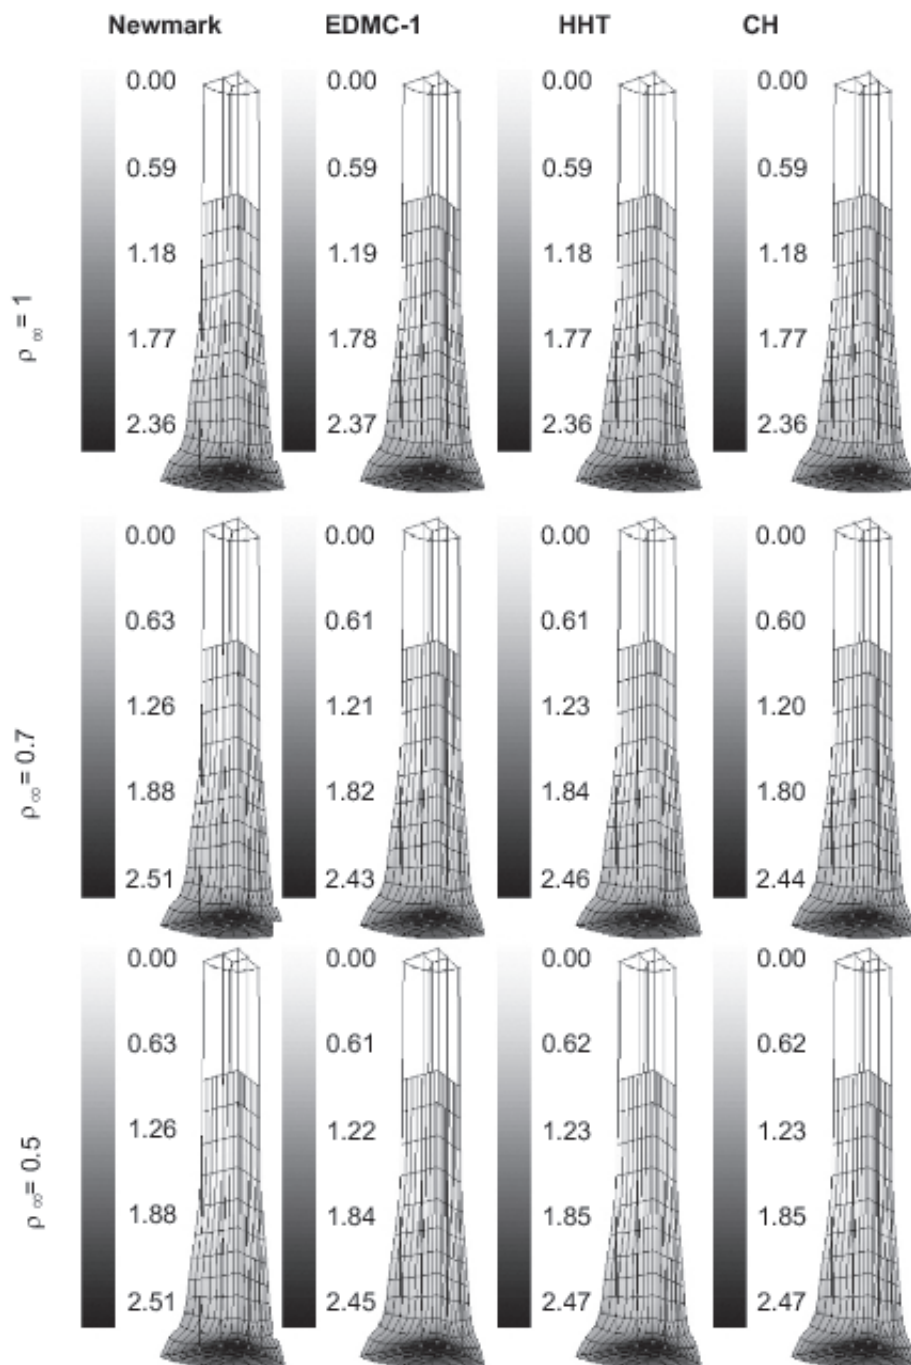 Newmark EDMC-1 HHT CH
0.00 0.00 0.00 0.00
0.59 0.59 0.59 0.59
1.18 1.19 1.18 1.18
ρ ∞ = 1
1.77 1.78 1.77 1.77
2.36 2.37 2.36 2.36
0.00 0.00 0.00 0.00
0.63 0.61 0.61 0.60
1.26 1.21 1.23 1.20
ρ ∞ = 0.7
1.88 1.82 1.84 1.80
2.51 2.43 2.46 2.44
0.00 0.00 0.00 0.00
0.63 0.61 0.62 0.62
1.26 1.22 1.23 1.23
ρ ∞ = 0.5
1.88 1.84 1.85 1.85
2.51 2.45 2.47 2.47